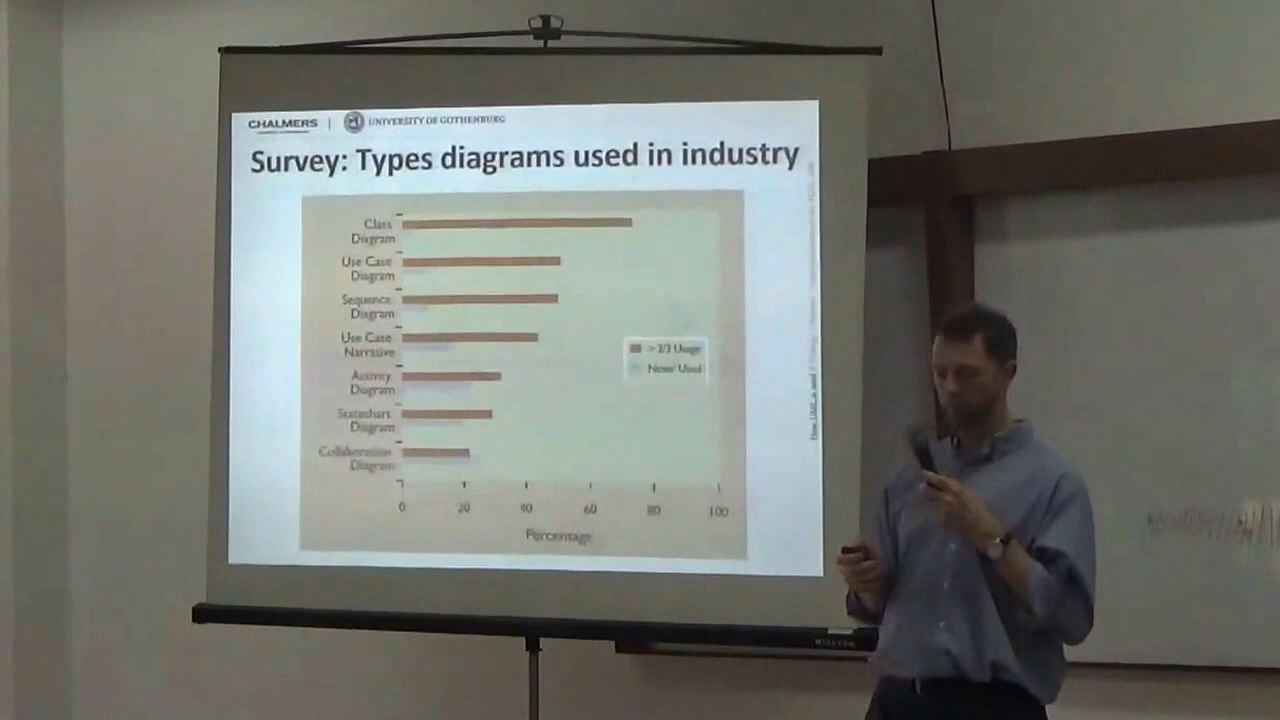 CHALMERS | UNIVERSITY OF GOTHENBURG
Survey: Types diagrams used in industry
Class
Diagram
Use Case
Diagram
Sequence
Diagram
Use Case
Narrative
Activity
Diagram
Statechart
Diagram
Collaboration
Diagram
> 2/3 Usage
Never Used
0 20 40 60 80 100
Percentage